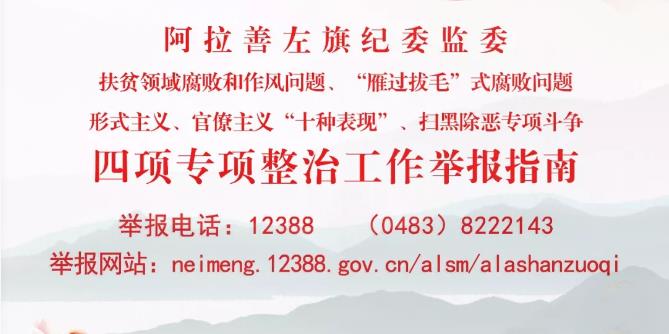 阿拉善左旗纪委监委
扶贫领域腐败和作风问题、“雁过拔毛”式腐败问题
形式主义、官僚主义“十种表现”、扫黑除恶专项斗争
四项专项整治工作举报指南
举报电话：12388 （0483）8222143
举报网站：neimeng.12388.gov.cn/alsm/alashanzuoqi